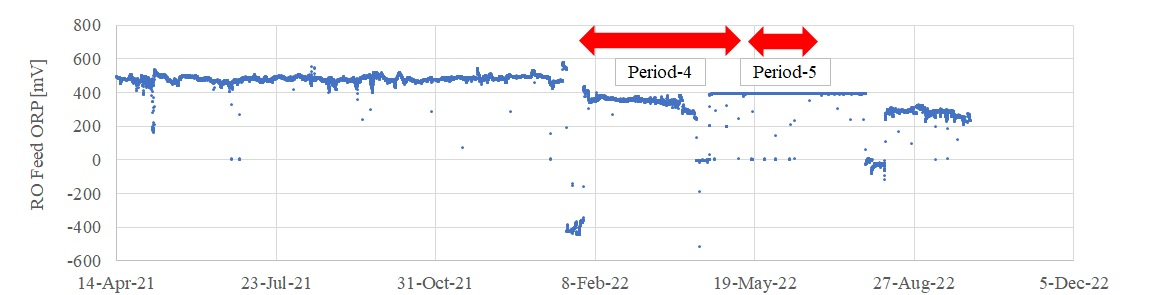 800
600
400
200
0
-200
-400
-600
RO Feed ORP [mV]
Period-4
Period-5
14-Apr-21
23-Jul-21
31-Oct-21
8-Feb-22
19-May-22
27-Aug-22
5-Dec-22